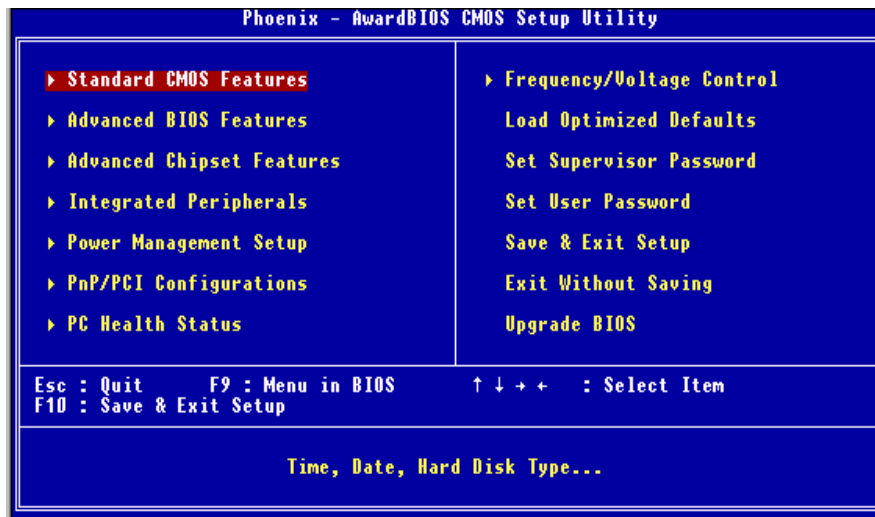 Phoenix - AwardBIOS CMOS Setup Utility
▸ Standard CMOS Features
▸ Advanced BIOS Features
▸ Advanced Chipset Features
▸ Integrated Peripherals
▸ Power Management Setup
▸ PnP/PCI Configurations
▸ PC Health Status
▸ Frequency/Voltage Control
Load Optimized Defaults
Set Supervisor Password
Set User Password
Save & Exit Setup
Exit Without Saving
Upgrade BIOS
Esc : Quit F9 : Menu in BIOS ↑ ↓ → ← : Select Item
F10 : Save & Exit Setup
Time, Date, Hard Disk Type...